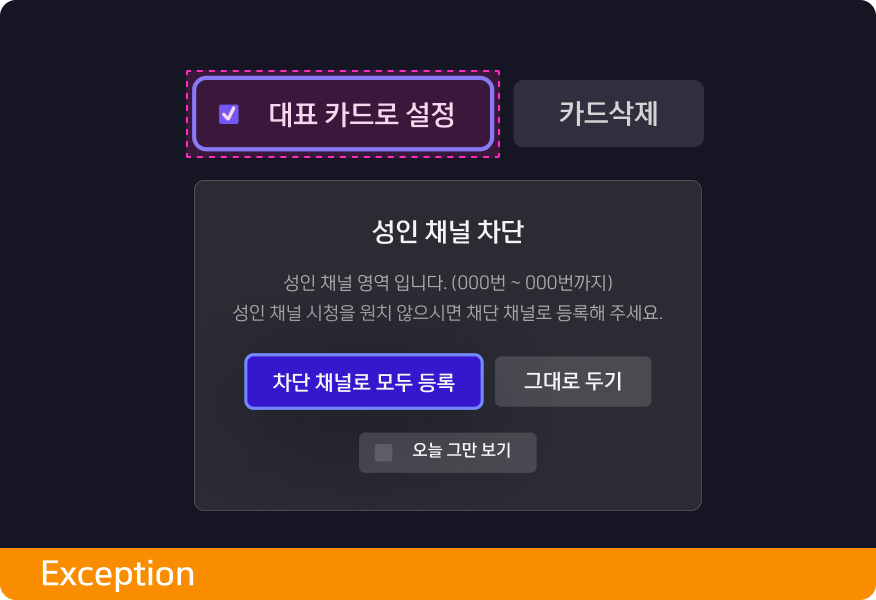 대표 카드로 설정
카드삭제
성인 채널 차단
성인 채널 영역 입니다. (000번 ~ 000번까지)
성인 채널 시청을 원치 않으시면 채단 채널로 등록해 주세요.
차단 채널로 모두 등록
그대로 두기
오늘 그만 보기
Exception